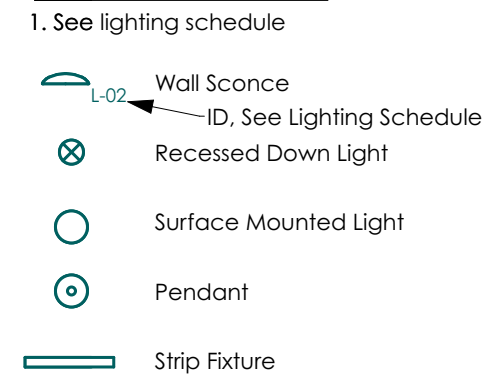 1. See lighting schedule
Wall Sconce
L-02
ID, See Lighting Schedule
Recessed Down Light
Surface Mounted Light
Pendant
Strip Fixture